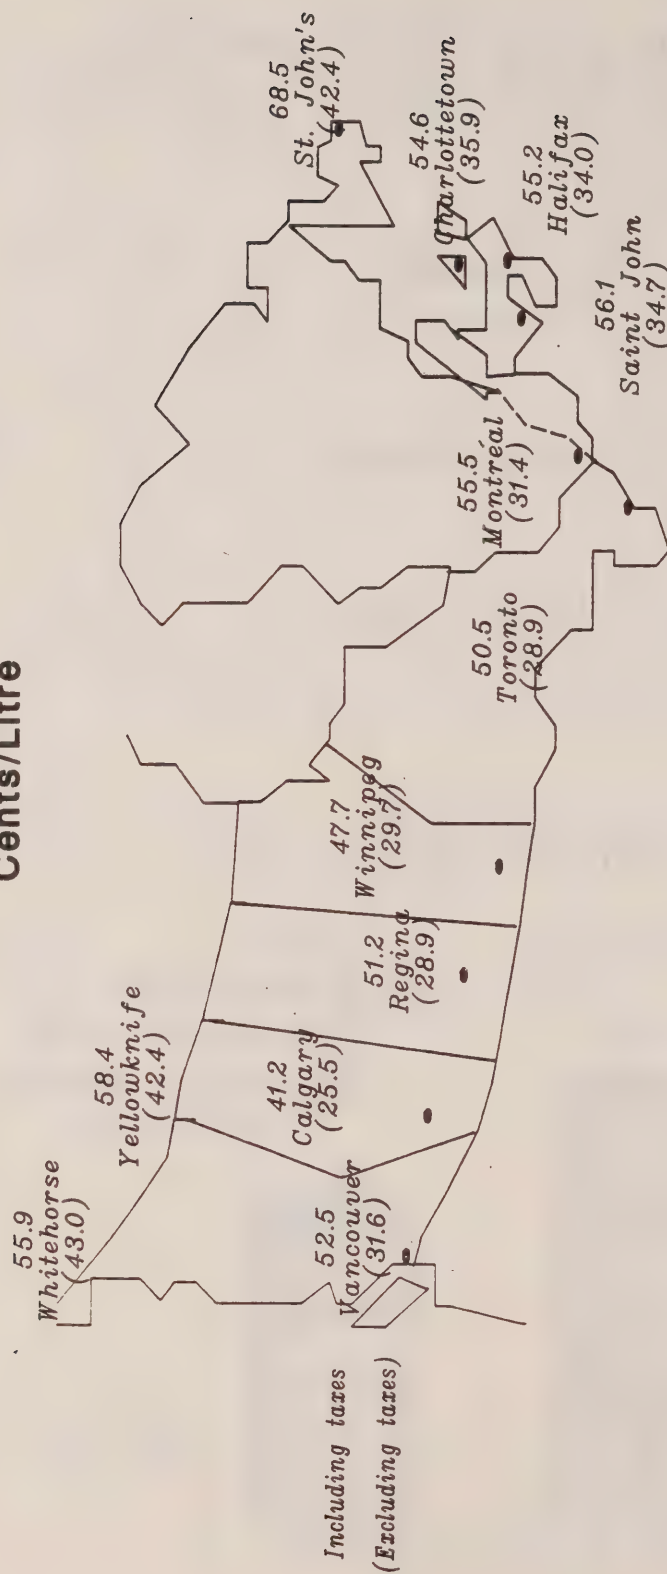 Cents/Litre
55.9
Whitehorse
(43.0)
58.4
Yellowknife
(42.4)
52.5
Vancouver
(31.6)
41.2
Calgary
(25.5)
51.2
Regina
(28.9)
47.7
Winnipeg
(29.7)
50.5
Toronto
(28.9)
55.5
Montréal
(31.4)
68.5
St. John's
(42.4)
54.6
Charlottetown
(35.9)
55.2
Halifax
(34.0)
56.1
Saint John
(34.7)
Including taxes
(Excluding taxes)